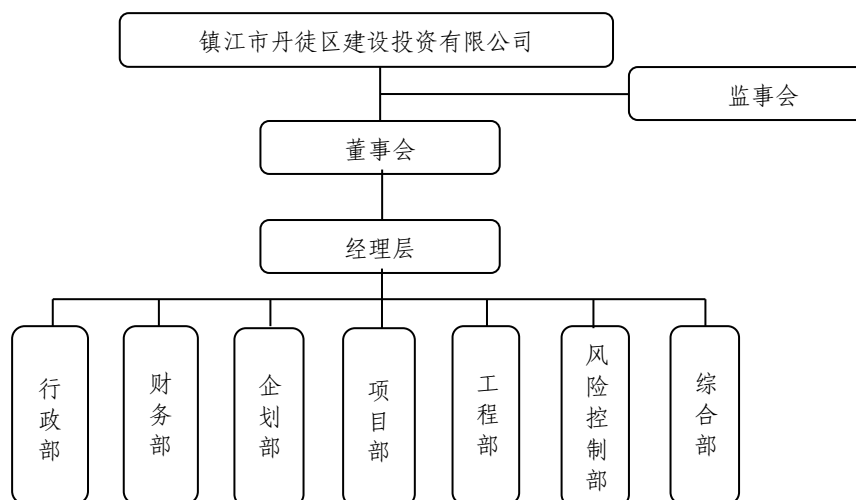 镇江市丹徒区建设投资有限公司
监事会
董事会
经理层
行政部
财务部
企划部
项目部
工程部
风险控制部
综合部